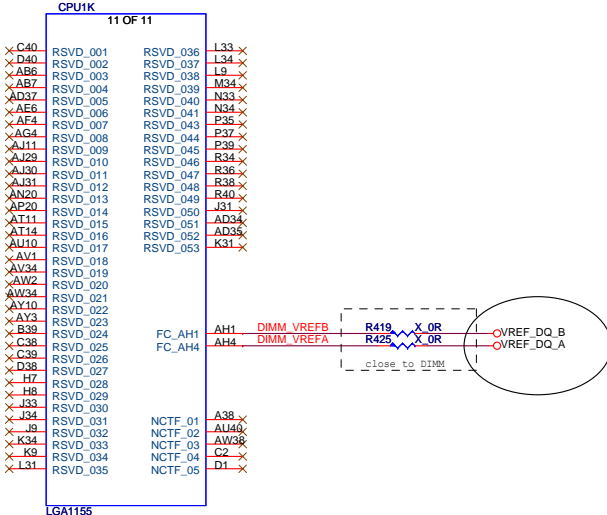 CPU1K
11 OF 11
C40 RSVD_001 RSVD_036 L33
D40 RSVD_002 RSVD_037 L34
AB6 RSVD_003 RSVD_038 L9
AB7 RSVD_004 RSVD_039 M34
AD37 RSVD_005 RSVD_040 N33
AE6 RSVD_006 RSVD_041 N34
AF4 RSVD_007 RSVD_043 P35
AG4 RSVD_008 RSVD_044 P37
AJ11 RSVD_009 RSVD_045 P39
AJ29 RSVD_010 RSVD_046 R34
AJ30 RSVD_011 RSVD_047 R36
AJ31 RSVD_012 RSVD_048 R38
AN20 RSVD_013 RSVD_049 R40
AP20 RSVD_014 RSVD_050 J31
AT11 RSVD_015 RSVD_051 AD34
AT14 RSVD_016 RSVD_052 AD35
AU10 RSVD_017 RSVD_053 K31
AV1 RSVD_018
AV34 RSVD_019
AW2 RSVD_020
AW34 RSVD_021
AY10 RSVD_022
AY3 RSVD_023
B39 RSVD_024 FC_AH1 AH1 DIMM_VREFB R419 X_0R VREF_DQ_B
C38 RSVD_025 FC_AH4 AH4 DIMM_VREFA R425 X_0R VREF_DQ_A
C39 RSVD_026
close to DIMM
D38 RSVD_027
H7 RSVD_028
H8 RSVD_029
J33 RSVD_030
J34 RSVD_031 NCTF_01 A38
J9 RSVD_032 NCTF_02 AU40
K34 RSVD_033 NCTF_03 AW38
K9 RSVD_034 NCTF_04 C2
L31 RSVD_035 NCTF_05 D1
LGA1155